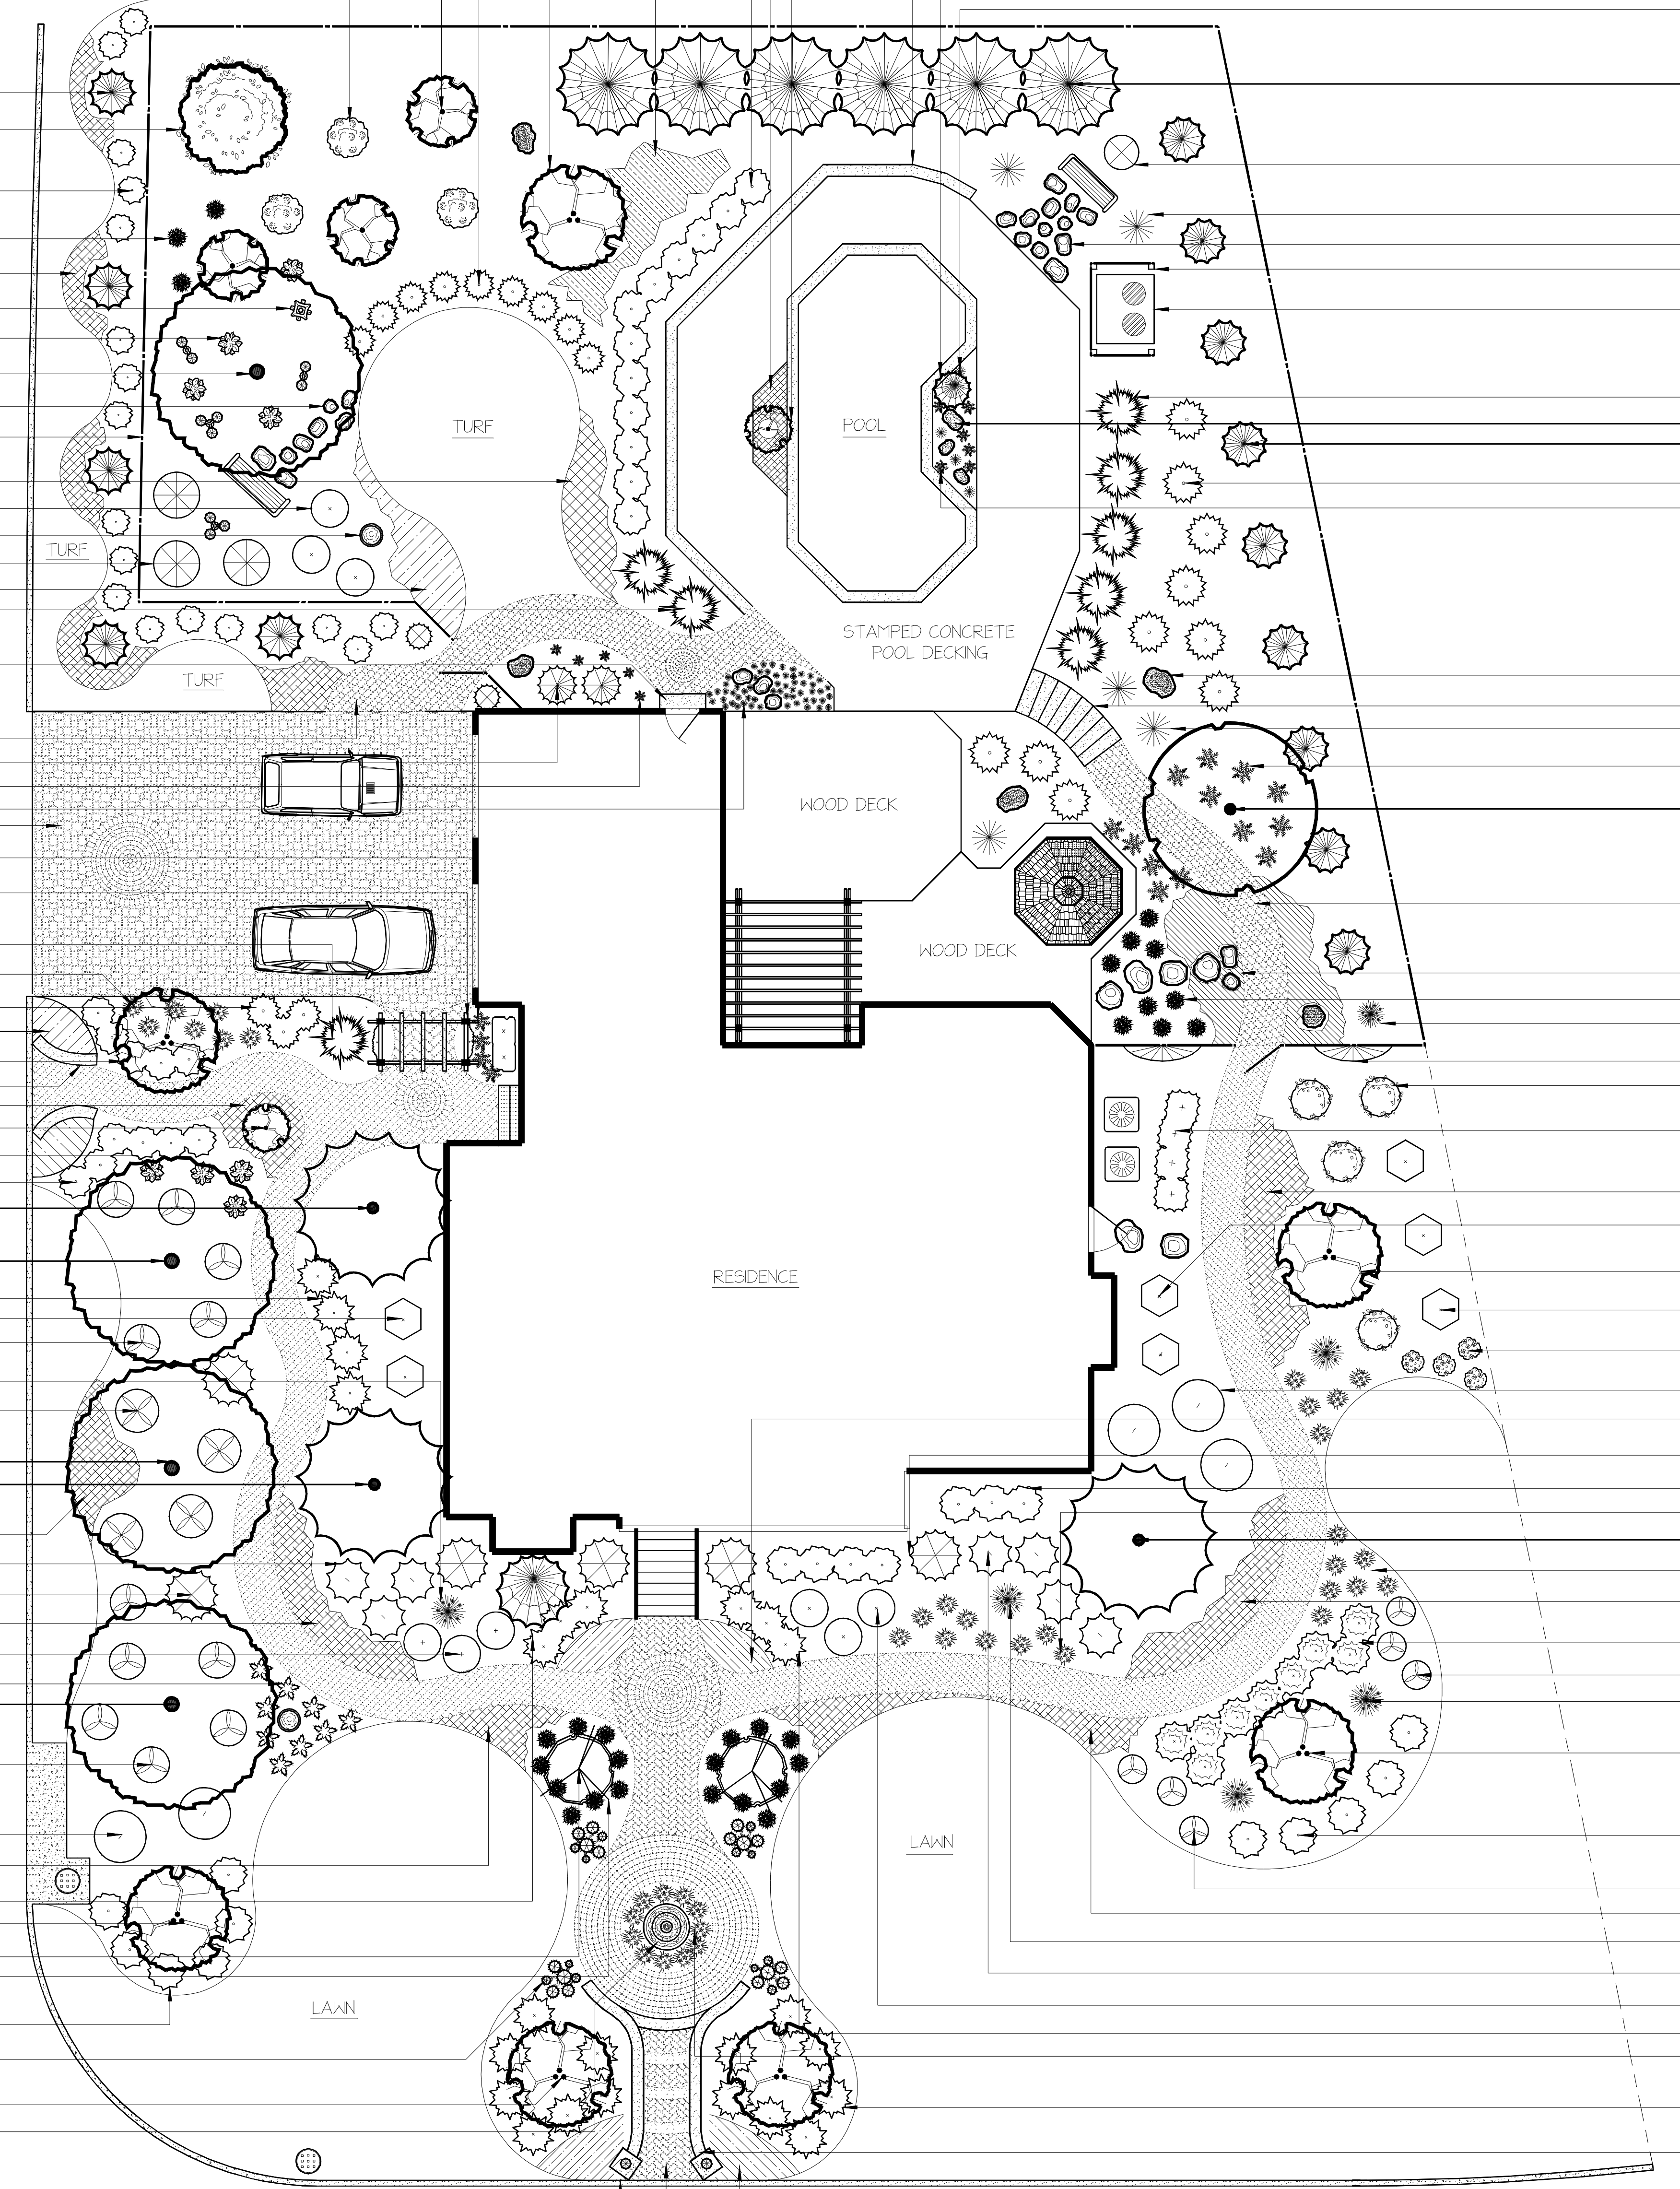 TURF
POOL
TURF
STAMPED CONCRETE
POOL DECKING
TURF
WOOD DECK
WOOD DECK
RESIDENCE
LAWN
LAWN